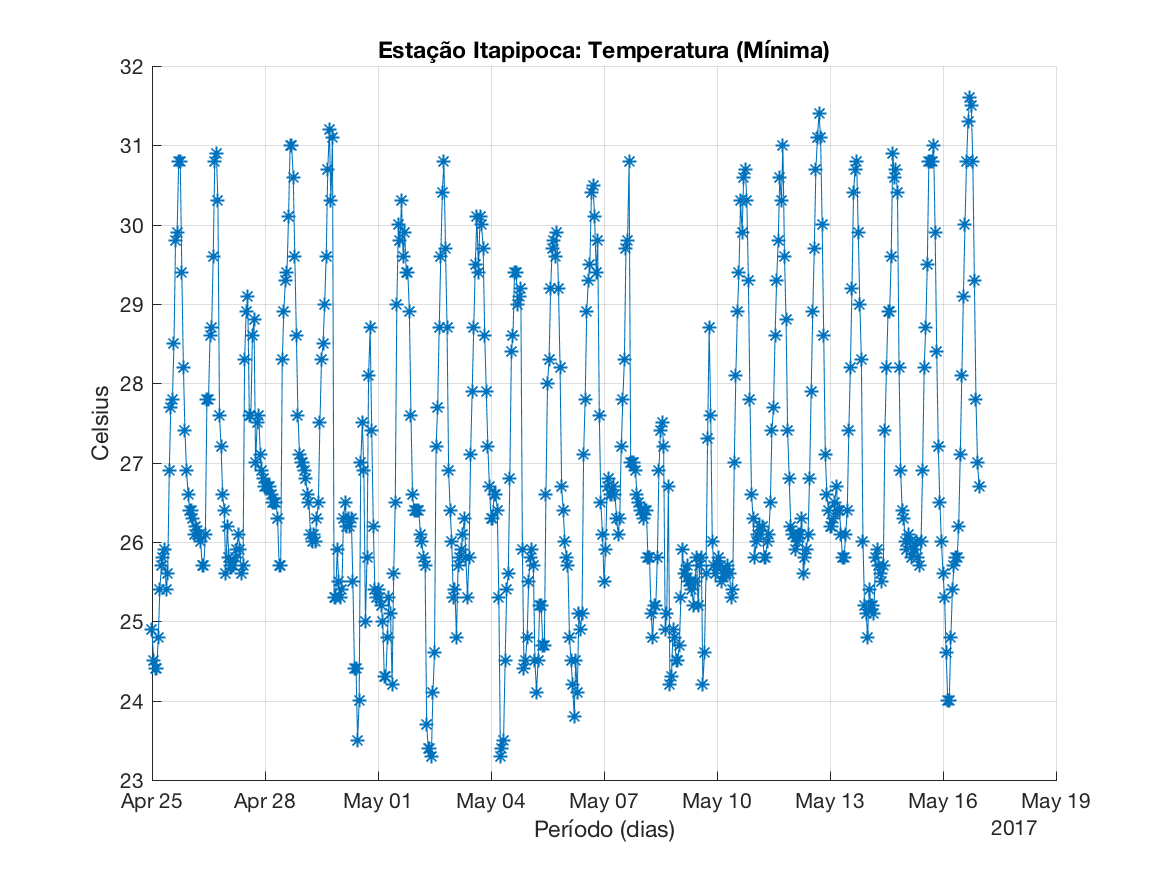 Estação Itapipoca: Temperatura (Mínima)
32
31
30
29
28
27
26
25
24
23
Celsius
Apr 25 Apr 28 May 01 May 04 May 07 May 10 May 13 May 16 May 19
Período (dias)
2017